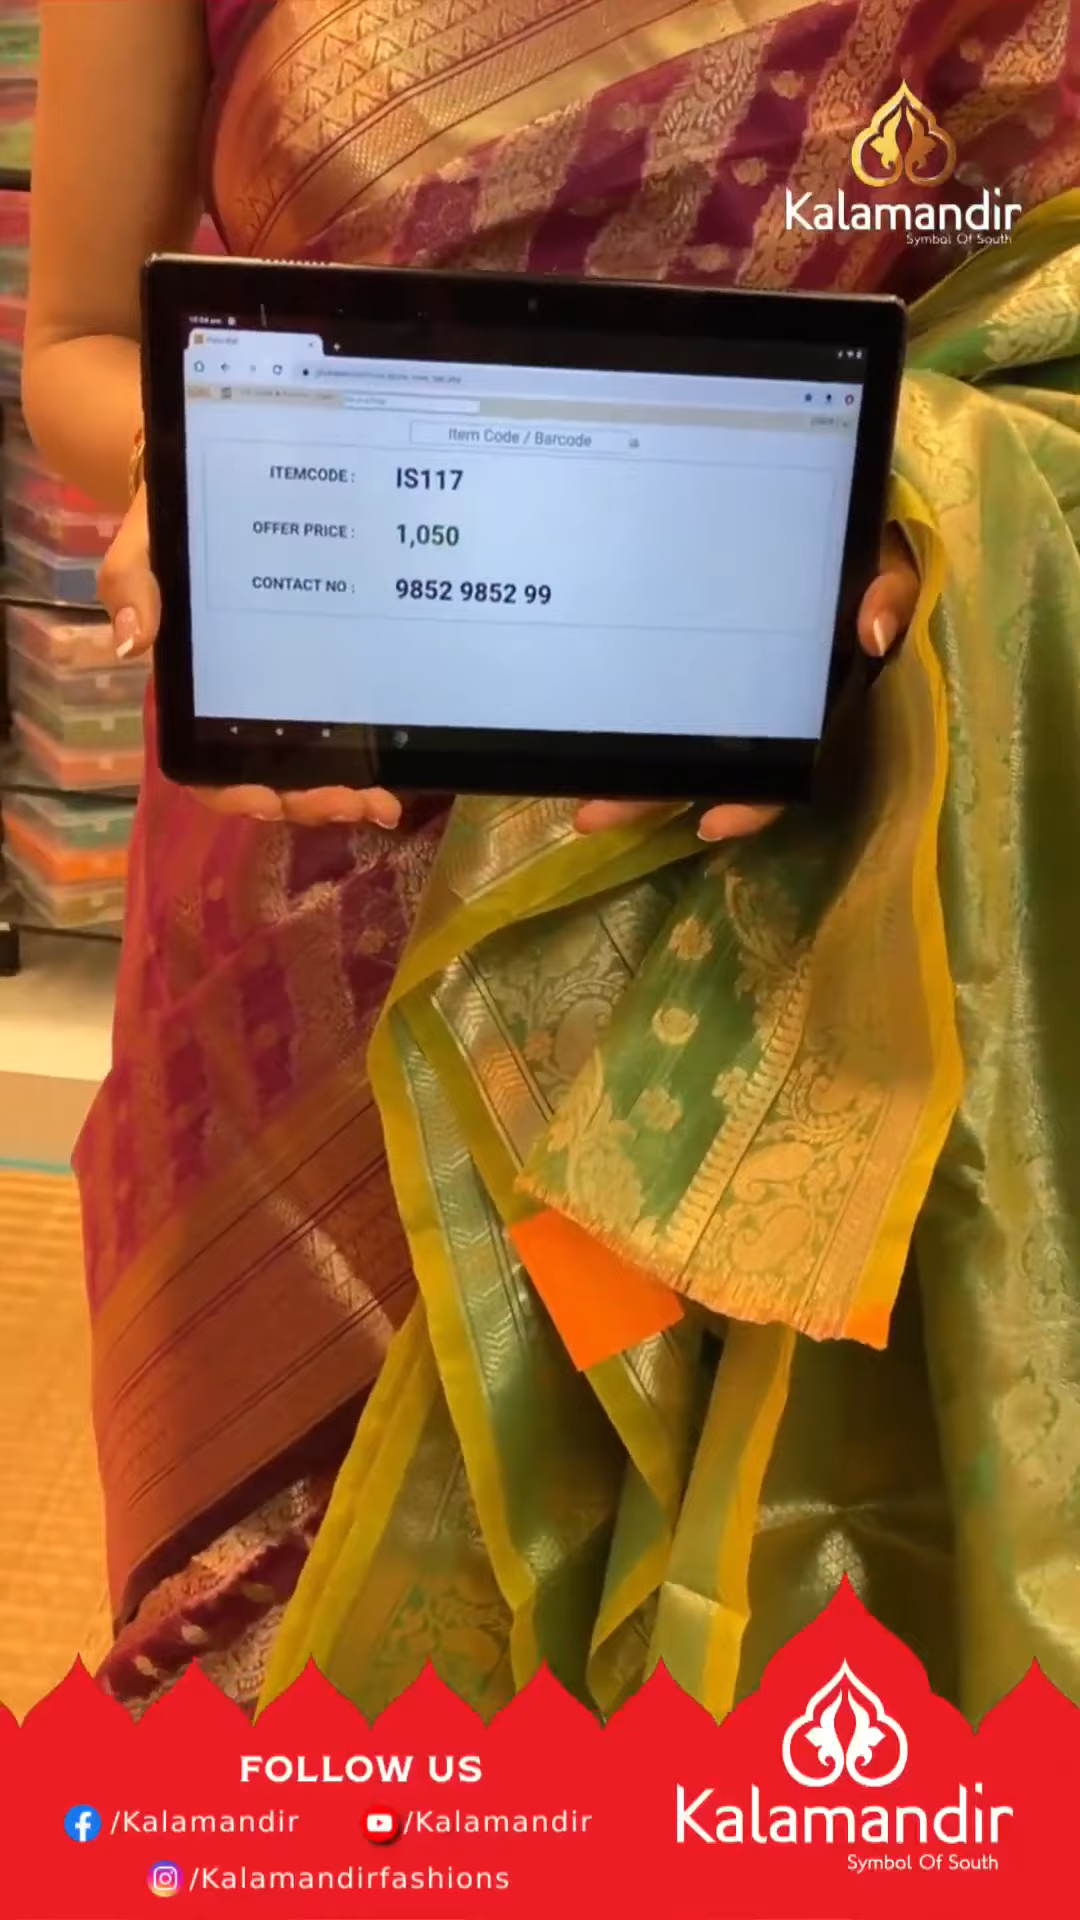 Kalamandir
Symbol Of South
Item Code / Barcode
ITEMCODE : IS117
OFFER PRICE : 1,050
CONTACT NO : 9852 9852 99
FOLLOW US
/Kalamandir /Kalamandir
/Kalamandirfashions
Kalamandir
Symbol Of South